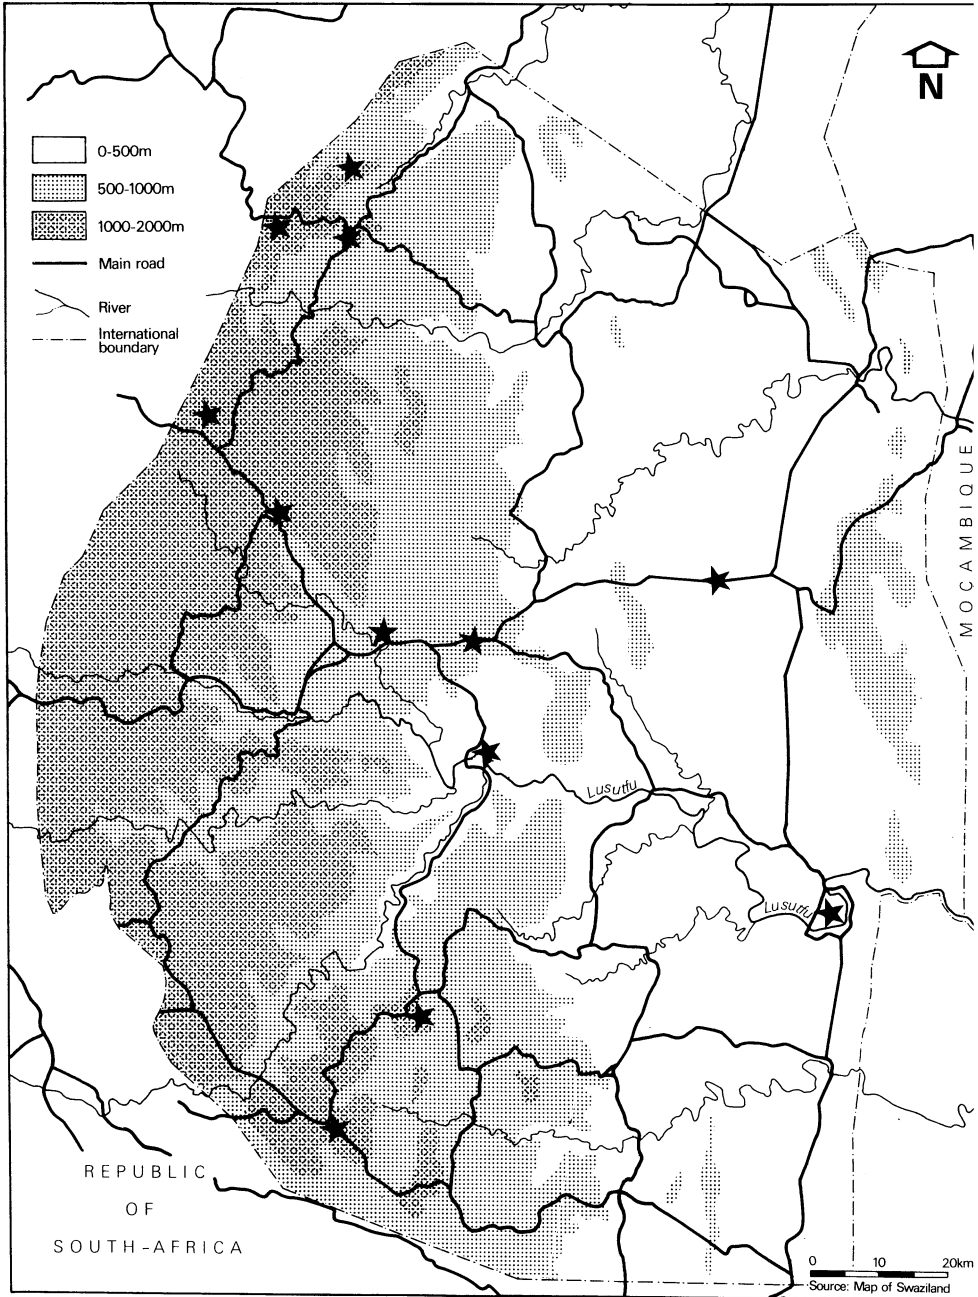 N
0-500m
500-1000m
1000-2000m
Main road
River
International
boundary
MOCAMBIQUE
Lusutfu
Lusutfu
REPUBLIC
OF
SOUTH-AFRICA
0 10 20km
Source: Map of Swaziland